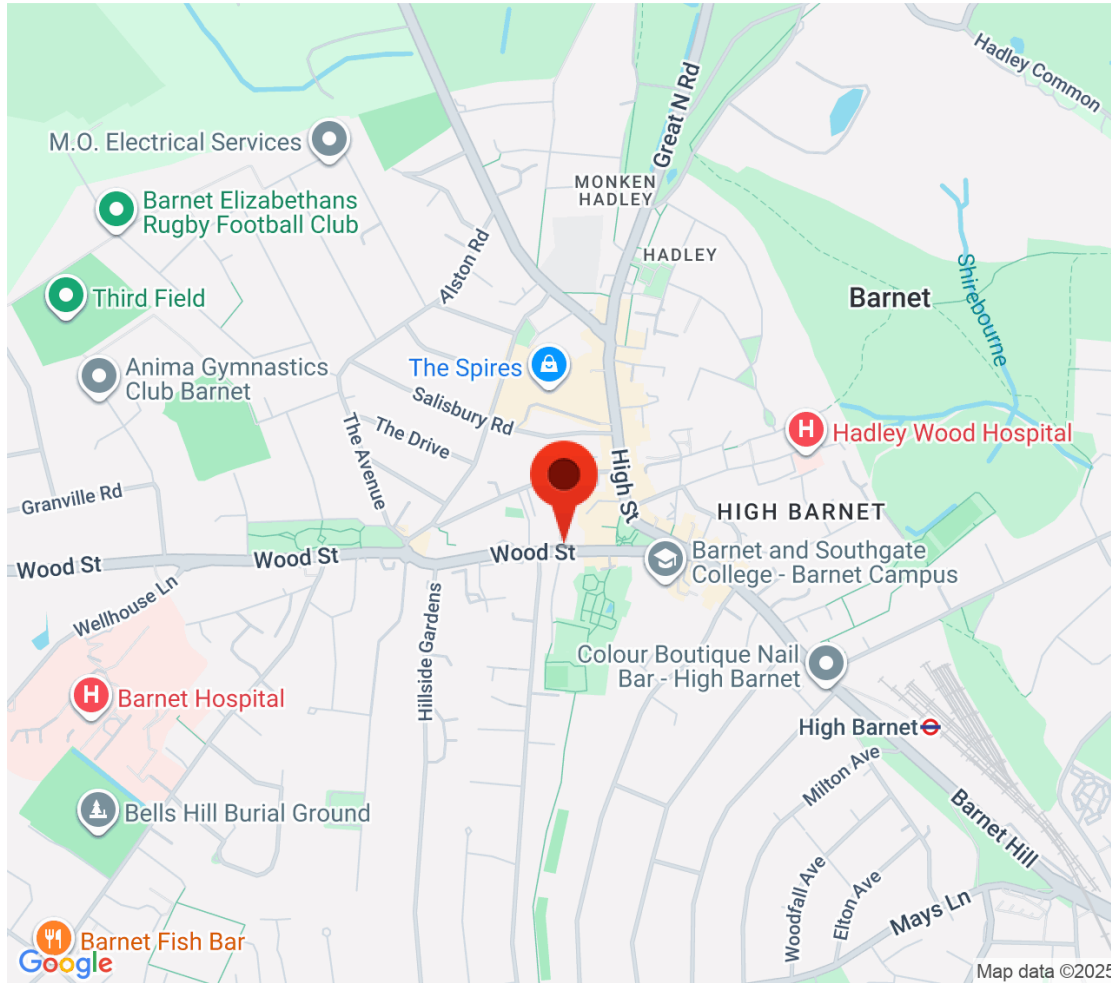 Hadley Common
Great N Rd
M.O. Electrical Services
MONKEN
HADLEY
Barnet Elizabethans
Rugby Football Club
Alston Rd
HADLEY
Shirebourne
Third Field
Barnet
The Spires
Anima Gymnastics
Club Barnet
Salisbury Rd
The Drive
The Avenue
H
Hadley Wood Hospital
High St
Granville Rd
HIGH BARNET
Wood St
Wood St
Wood St
Barnet and Southgate
College - Barnet Campus
Wellhouse Ln
Hillside Gardens
Colour Boutique Nail
Bar - High Barnet
H
Barnet Hospital
High Barnet
Milton Ave
Bells Hill Burial Ground
Barnet Hill
Woodfall Ave
Elton Ave
Mays Ln
Barnet Fish Bar
Google
Map data ©2025